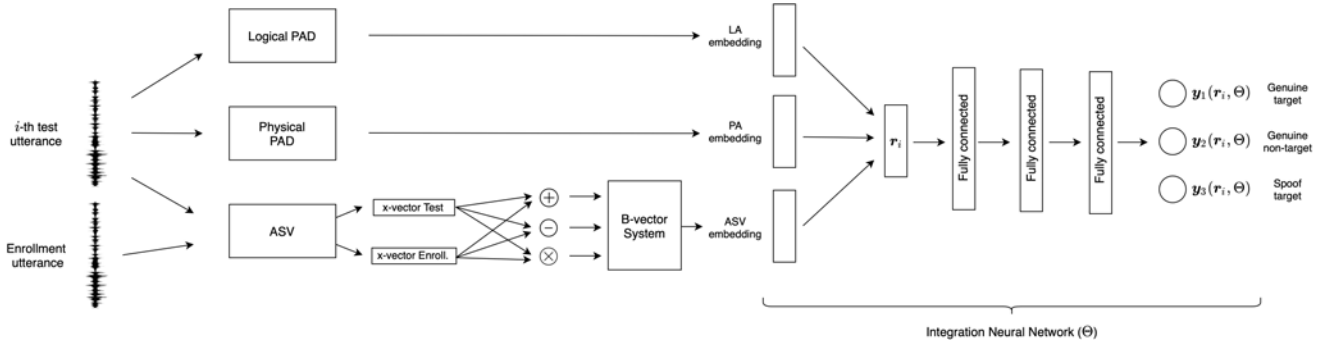 Logical PAD
LA
embedding
i-th test
utterance
Physical
PAD
PA
embedding
Enrollment
utterance
ASV
x-vector Test
x-vector Enroll.
+
−
×
B-vector
System
ASV
embedding
r_i
Fully connected
Fully connected
Fully connected
y_1(r_i, Θ)
Genuine
target
y_2(r_i, Θ)
Genuine
non-target
y_3(r_i, Θ)
Spoof
target
Integration Neural Network (Θ)